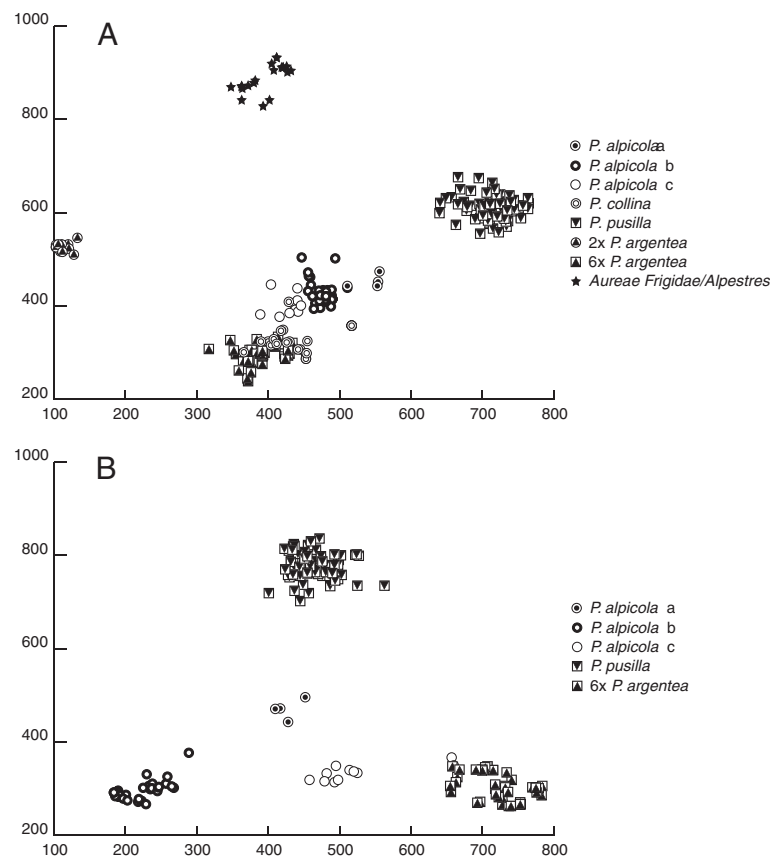 A
1000
800
600
400
200
100 200 300 400 500 600 700 800
P. alpicolaa
P. alpicola b
P. alpicola c
P. collina
P. pusilla
2x P. argentea
6x P. argentea
Aureae Frigidae/Alpestres
B
1000
800
600
400
200
100 200 300 400 500 600 700 800
P. alpicola a
P. alpicola b
P. alpicola c
P. pusilla
6x P. argentea